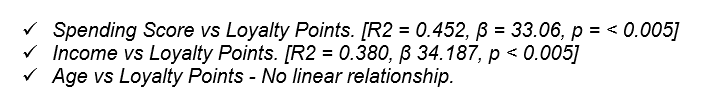 ✓ Spending Score vs Loyalty Points. [R2 = 0.452, β = 33.06, p = < 0.005]
✓ Income vs Loyalty Points. [R2 = 0.380, β 34.187, p < 0.005]
✓ Age vs Loyalty Points - No linear relationship.